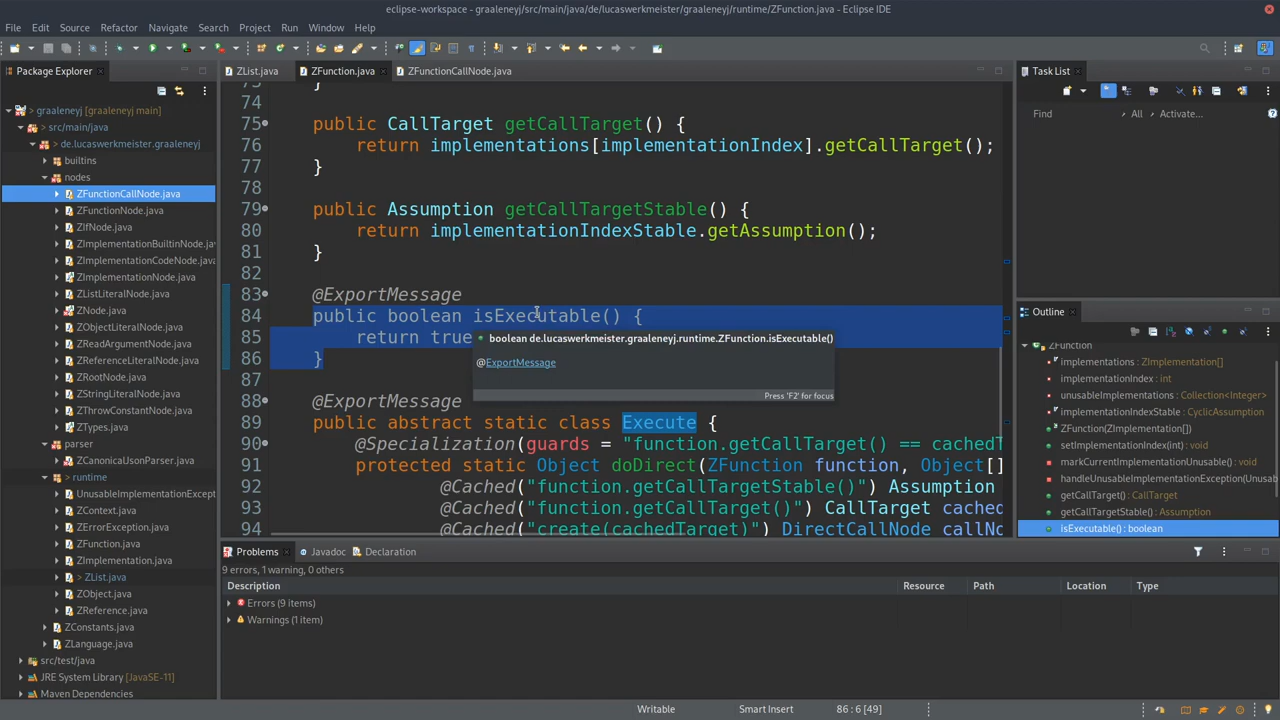 eclipse-workspace - graaleneyj/src/main/java/de/lucaswerkmeister/graaleneyj/runtime/ZFunction.java - Eclipse IDE
File Edit Source Refactor Navigate Search Project Run Window Help
Package Explorer
graaleneyj [graaleneyj main]
src/main/java
de.lucaswerkmeister.graaleneyj
builtins
nodes
ZFunctionCallNode.java
ZFunctionNode.java
ZIfNode.java
ZImplementationBuiltinNode.java
ZImplementationCodeNode.java
ZImplementationNode.java
ZListLiteralNode.java
ZNode.java
ZObjectLiteralNode.java
ZReadArgumentNode.java
ZReferenceLiteralNode.java
ZRootNode.java
ZStringLiteralNode.java
ZThrowConstantNode.java
ZTypes.java
parser
ZCanonicalJsonParser.java
> runtime
UnusableImplementationExcept
ZContext.java
ZErrorException.java
ZFunction.java
ZImplementation.java
> ZList.java
ZObject.java
ZReference.java
ZConstants.java
ZLanguage.java
src/test/java
JRE System Library [JavaSE-11]
Maven Dependencies
ZList.java ZFunction.java ZFunctionCallNode.java
73 }
74
75 public CallTarget getCallTarget() {
76 return implementations[implementationIndex].getCallTarget();
77 }
78
79 public Assumption getCallTargetStable() {
80 return implementationIndexStable.getAssumption();
81 }
82
83 @ExportMessage
84 public boolean isExecutable() {
85 return true
86 }
87
88 @ExportMessage
89 public abstract static class Execute {
90 @Specialization(guards = "function.getCallTarget() == cachedT
91 protected static Object doDirect(ZFunction function, Object[]
92 @Cached("function.getCallTargetStable()") Assumption
93 @Cached("function.getCallTarget()") CallTarget cached
94 @Cached("create(cachedTarget)") DirectCallNode callNo
boolean de.lucaswerkmeister.graaleneyj.runtime.ZFunction.isExecutable()
@ExportMessage
Press 'F2' for focus
Problems Javadoc Declaration
9 errors, 1 warning, 0 others
Description Resource Path Location Type
Errors (9 items)
Warnings (1 item)
Task List
Find All Activate...
Outline
ZFunction
implementations : ZImplementation[]
implementationIndex : int
unusableImplementations : Collection<Integer>
implementationIndexStable : CyclicAssumption
ZFunction(ZImplementation[])
setImplementationIndex(int) : void
markCurrentImplementationUnusable() : void
handleUnusableImplementationException(Unusa
getCallTarget() : CallTarget
getCallTargetStable() : Assumption
isExecutable() : boolean
Writable Smart Insert 86 : 6 [49]